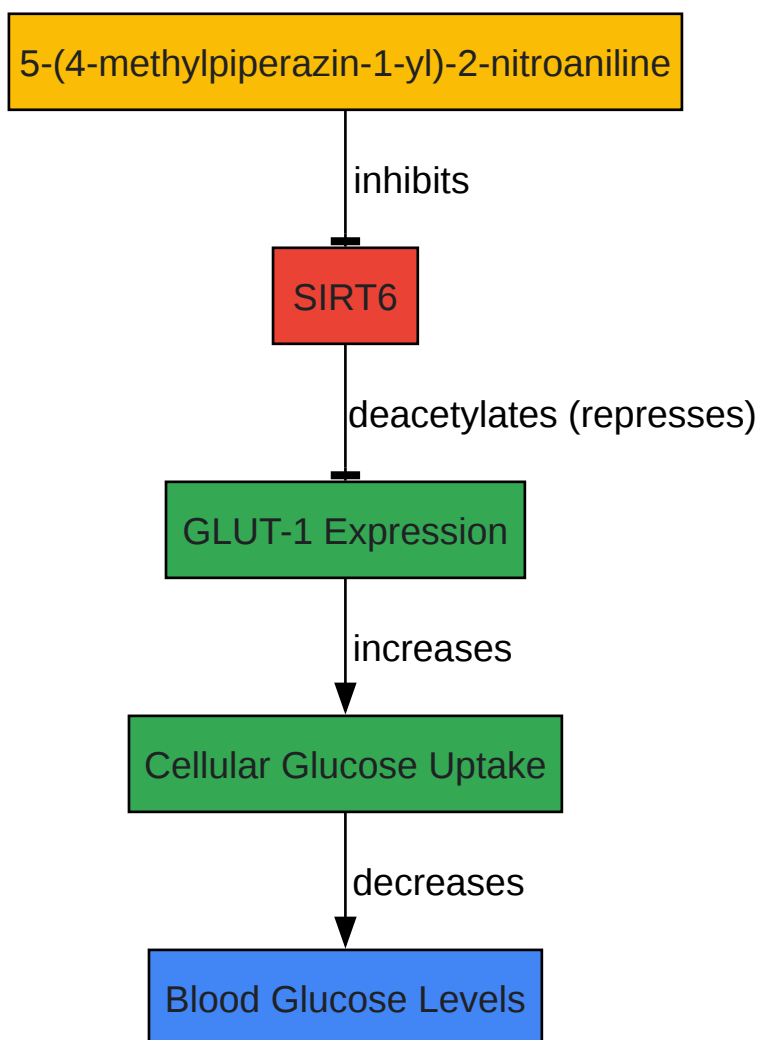 5-(4-methylpiperazin-1-yl)-2-nitroaniline
inhibits
SIRT6
deacetylates (represses)
GLUT-1 Expression
increases
Cellular Glucose Uptake
decreases
Blood Glucose Levels